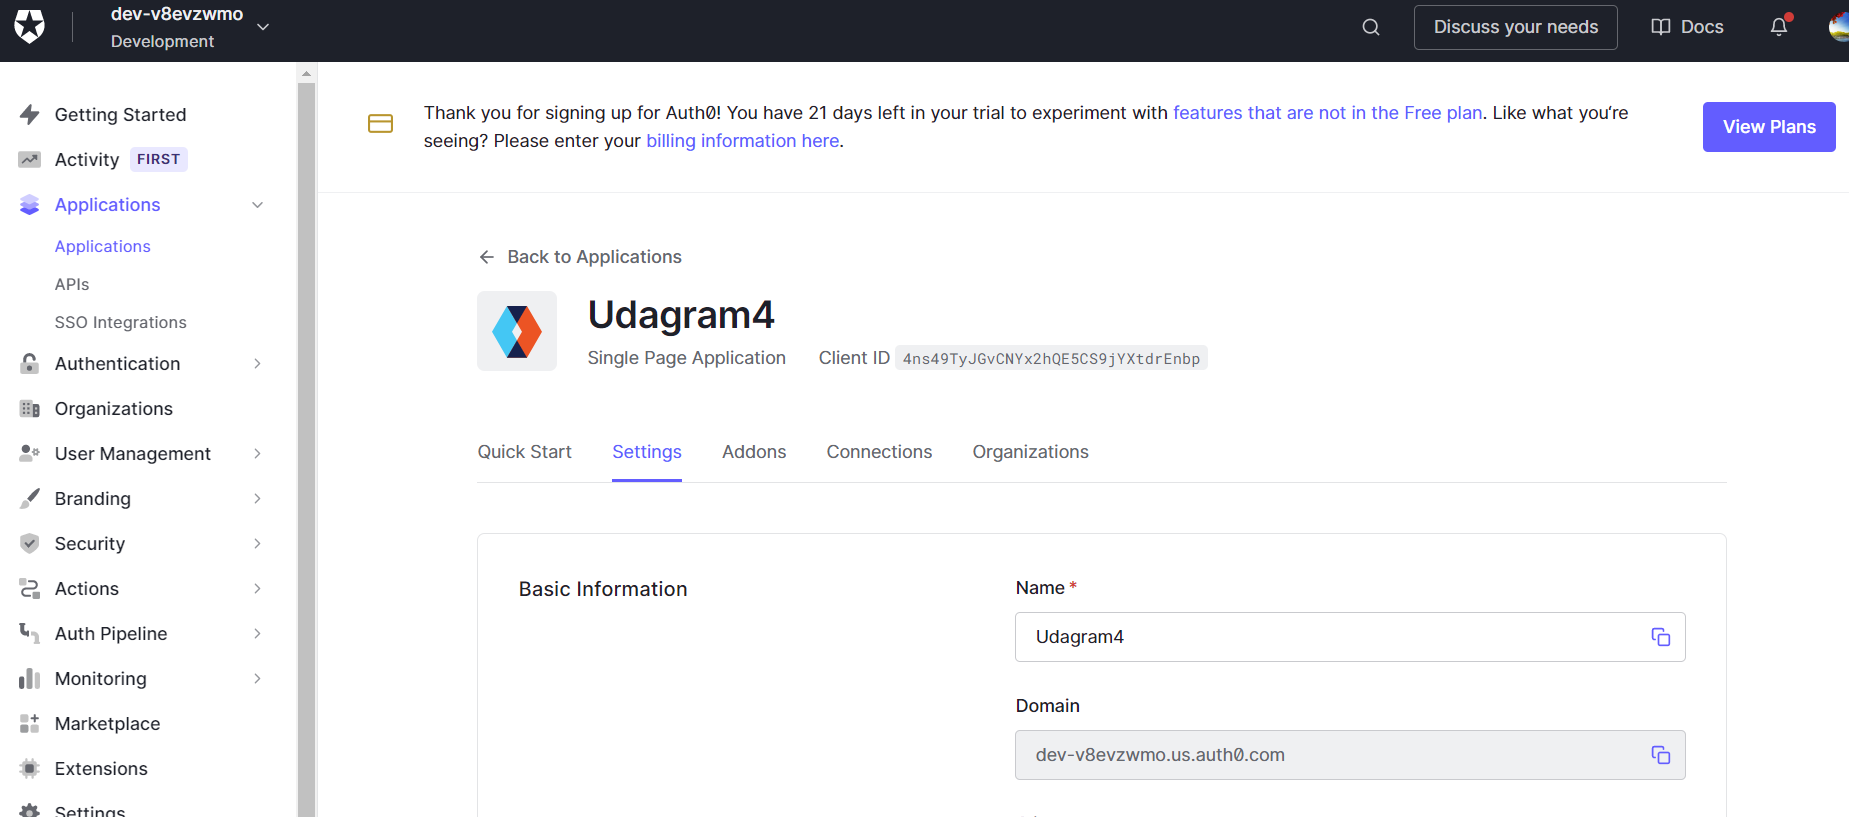 dev-v8evzwmo
Development
Discuss your needs
Docs
Getting Started
Activity FIRST
Applications
Applications
APIs
SSO Integrations
Authentication
Organizations
User Management
Branding
Security
Actions
Auth Pipeline
Monitoring
Marketplace
Extensions
Settings
Thank you for signing up for Auth0! You have 21 days left in your trial to experiment with features that are not in the Free plan. Like what you're
seeing? Please enter your billing information here.
View Plans
Back to Applications
Udagram4
Single Page Application Client ID 4ns49TyJGvCNYx2hQE5CS9jYXtdrEnbp
Quick Start Settings Addons Connections Organizations
Basic Information
Name *
Udagram4
Domain
dev-v8evzwmo.us.auth0.com